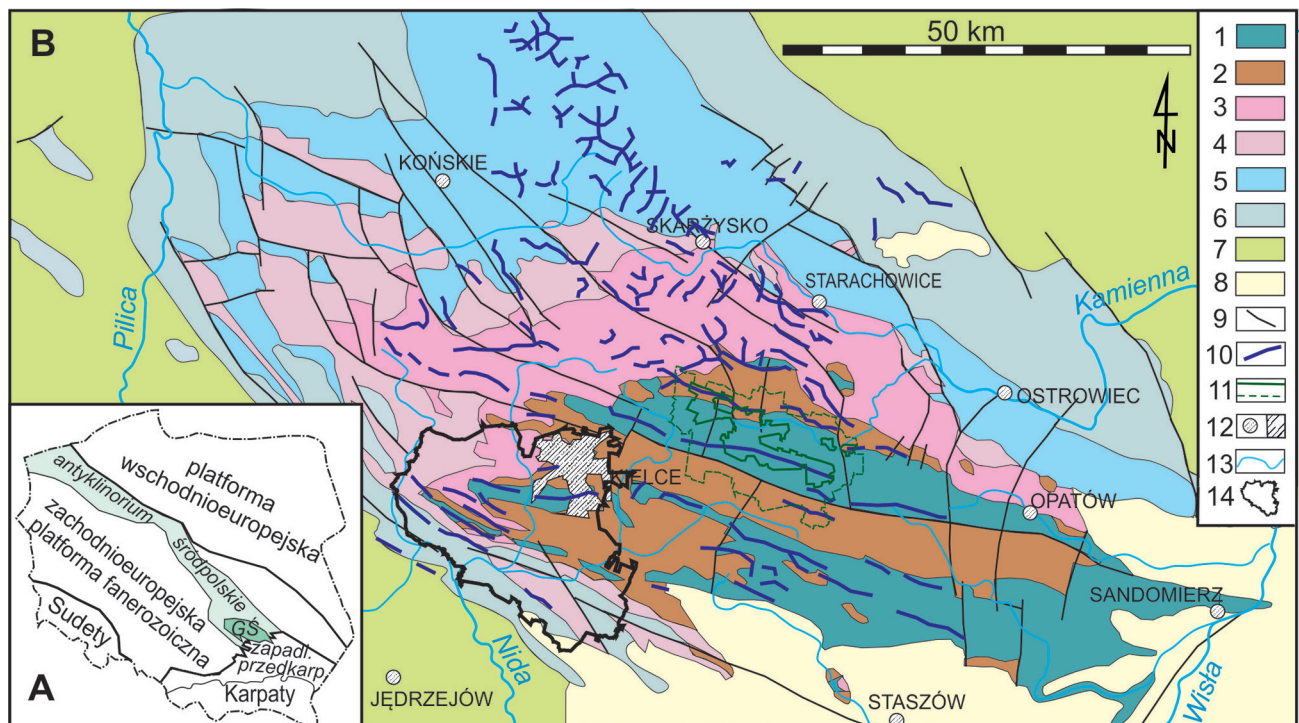 B
50 km
N
KOŃSKIE
SKARŻYSKO
STARACHOWICE
Kamienna
Pilica
OSTROWIEC
ELCE
OPATÓW
SANDOMIERZ
Nida
JĘDRZEJÓW
STASZÓW
Wisła
1
2
3
4
5
6
7
8
9
10
11
12
13
14
platforma
wschodnioeuropejska
antyklinorium
środpolskie
zachodnioeuropejska
platforma fanerozoiczna
GŚ
Sudety
zapadl.
przedkarp
Karpaty
A